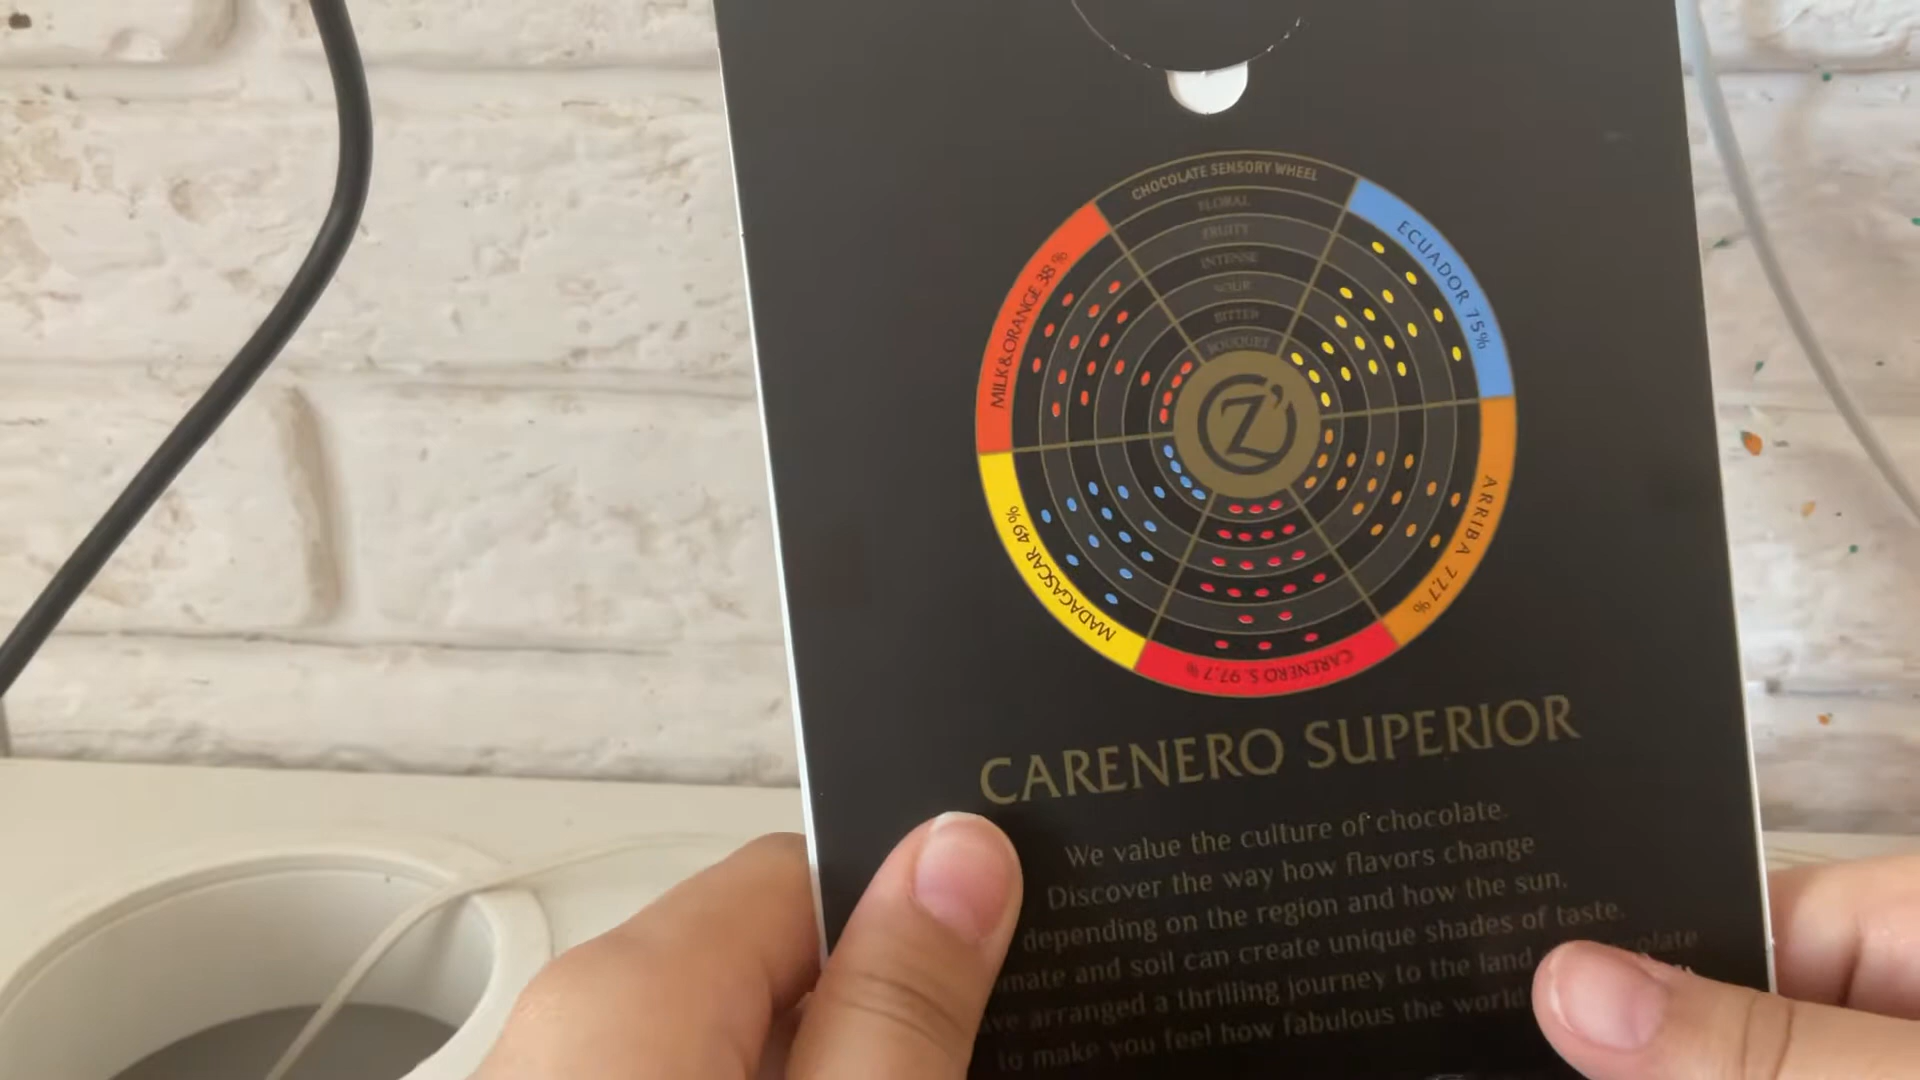 CHOCOLATE SENSORY WHEEL
FLORAL
FRUITY
INTENSE
SOUR
BITTER
BOUQUET
ECUADOR 75%
ARRIBA 77.7%
CARENERO S. 97.7%
MADAGASCAR 49%
MILK & ORANGE 38%
Z'
CARENERO SUPERIOR
We value the culture of chocolate.
Discover the way how flavors change
depending on the region and how the sun,
and soil can create unique shades of taste.
arranged a thrilling journey to the land
to make you feel how fabulous the world